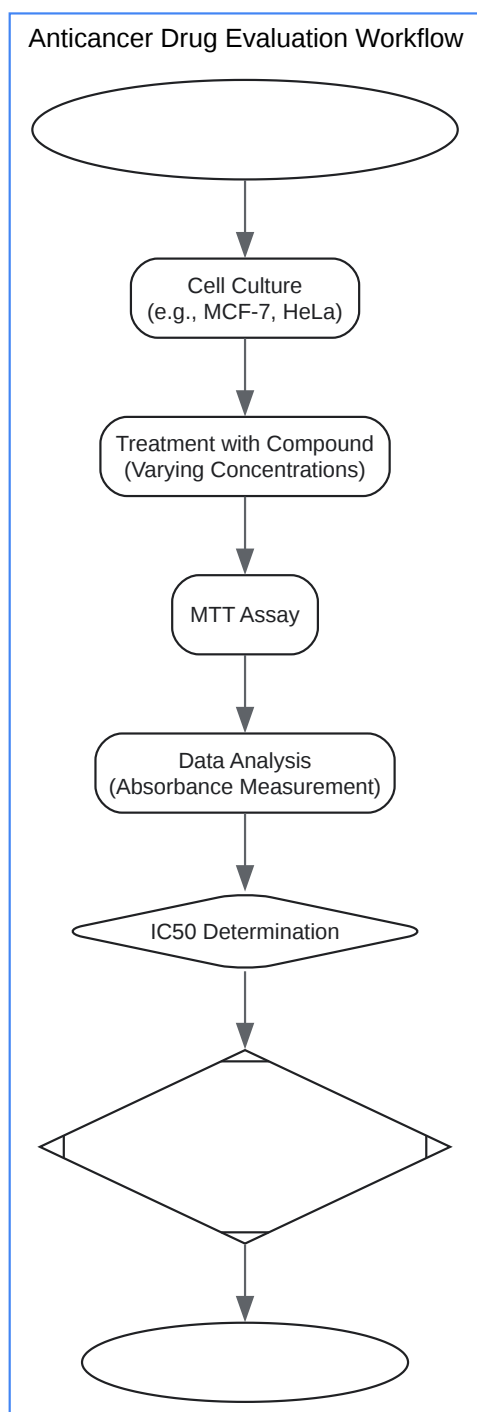 Anticancer Drug Evaluation Workflow
Cell Culture
(e.g., MCF-7, HeLa)
Treatment with Compound
(Varying Concentrations)
MTT Assay
Data Analysis
(Absorbance Measurement)
IC50 Determination